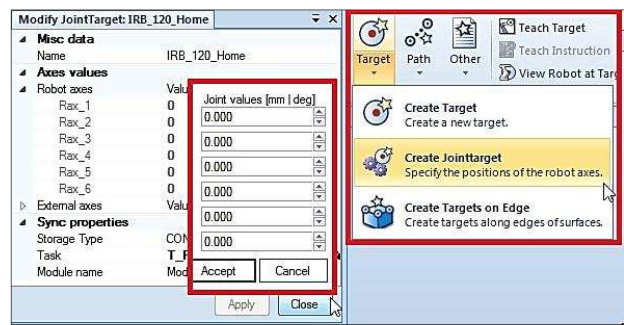 Modify JointTarget: IRB_120_Home
Misc data
Name IRB_120_Home
Axes values
Robot axes
Rax_1 0
Rax_2 0
Rax_3 0
Rax_4 0
Rax_5 0
Rax_6 0
External axes
Sync properties
Storage Type
Task
Module name
Apply Close
Joint values [mm | deg]
0.000
0.000
0.000
0.000
0.000
0.000
Accept Cancel
Target Path Other
Teach Target
Teach Instruction
View Robot at
Create Target
Create a new target.
Create Jointtarget
Specify the positions of the robot axes.
Create Targets on Edge
Create targets along edges of surfaces.